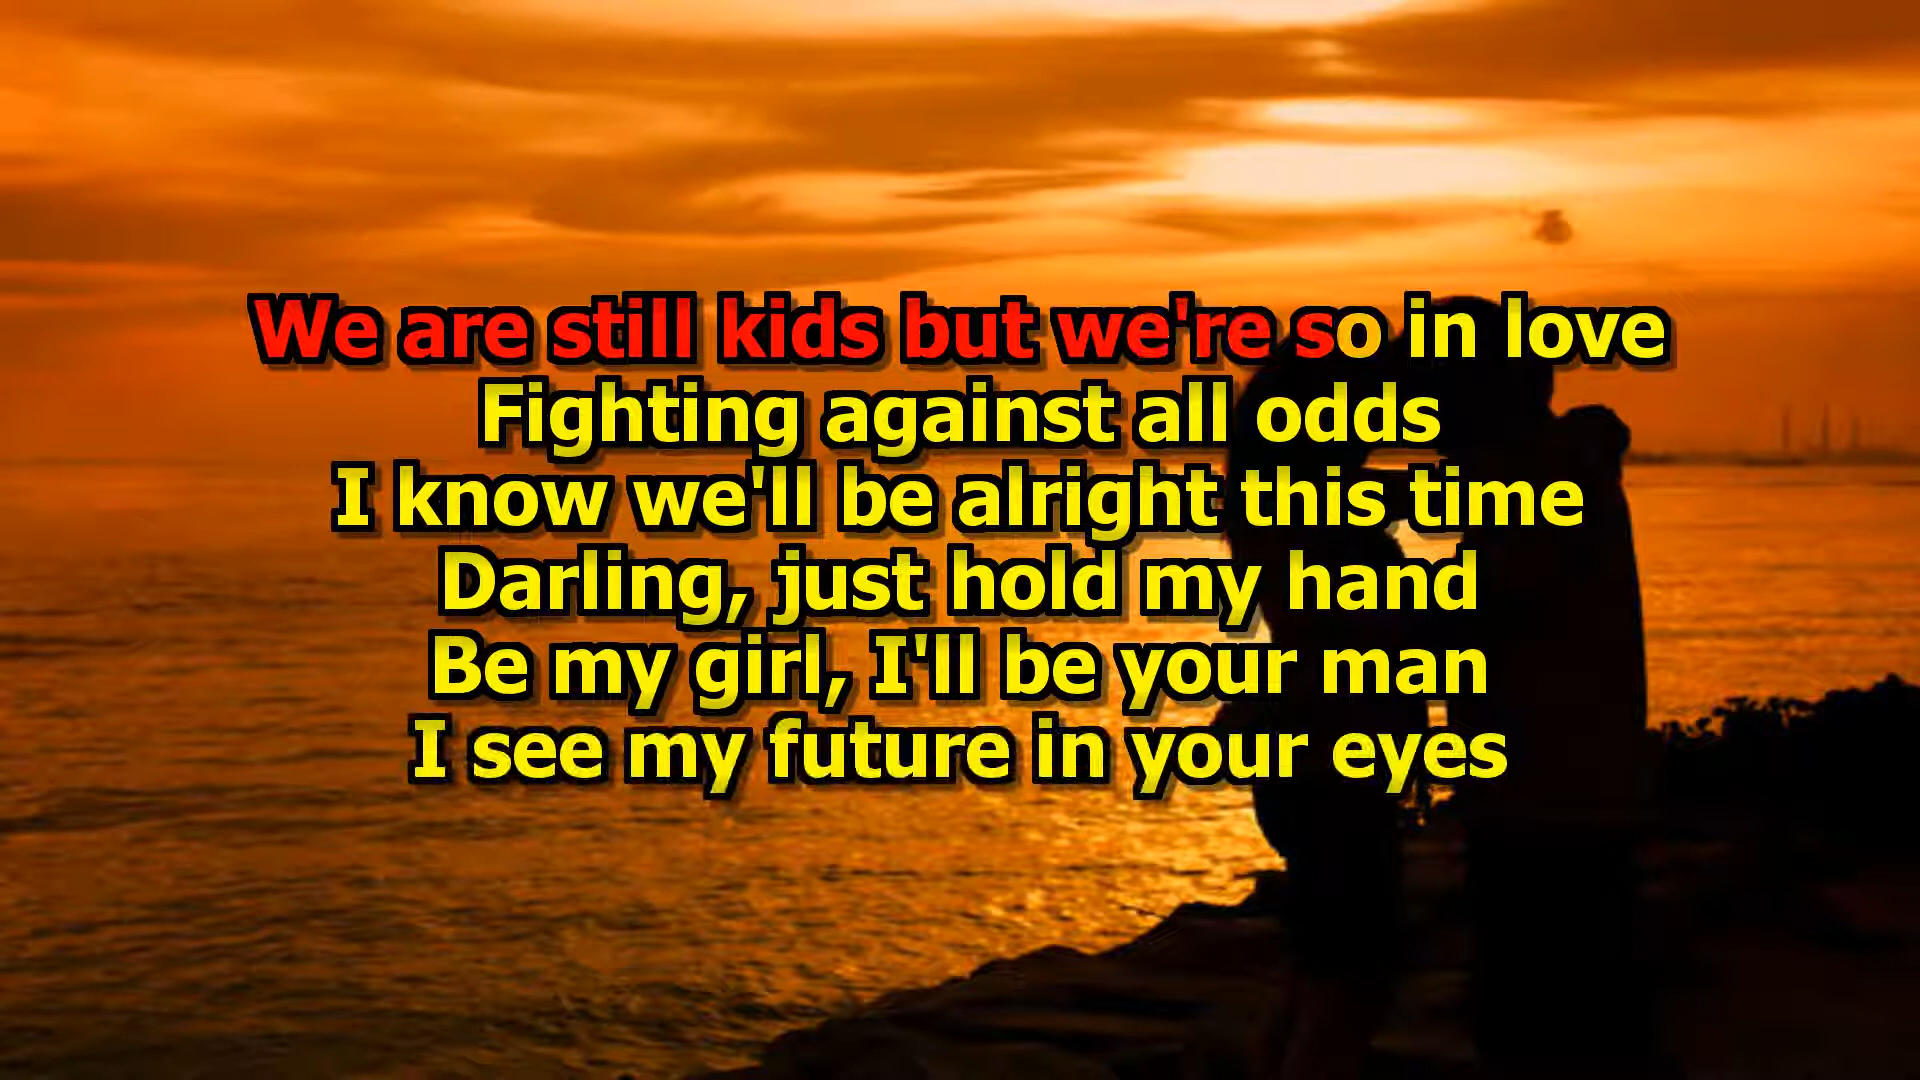 We are still kids but we're so in love
Fighting against all odds
I know we'll be alright this time
Darling, just hold my hand
Be my girl, I'll be your man
I see my future in your eyes